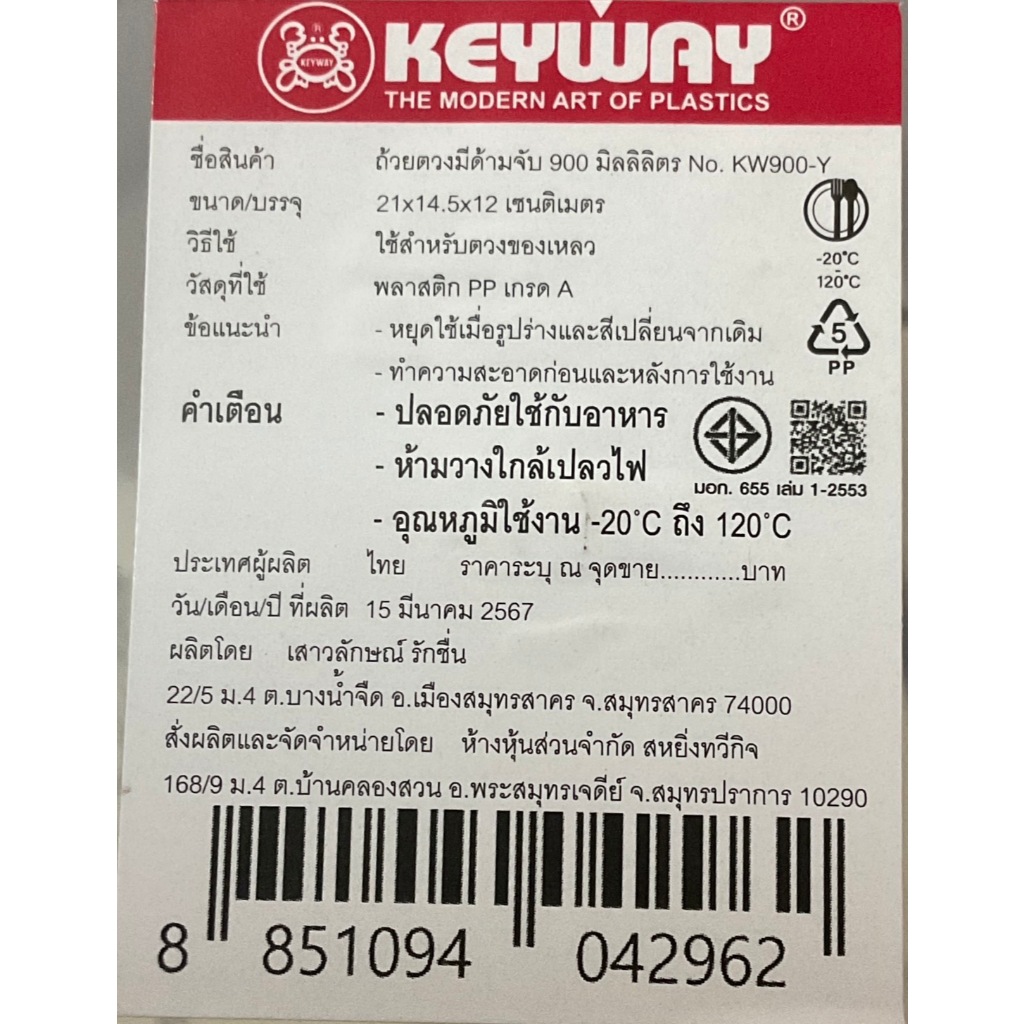 KEYWAY
KEYWAY®
THE MODERN ART OF PLASTICS
ชื่อสินค้า ถ้วยตวงมีด้ามจับ 900 มิลลิลิตร No. KW900-Y
ขนาด/บรรจุ 21x14.5x12 เซนติเมตร
วิธีใช้ ใช้สำหรับตวงของเหลว
-20°C
-
120°C
วัสดุที่ใช้ พลาสติก PP เกรด A
ข้อแนะนำ - หยุดใช้เมื่อรูปร่างและสีเปลี่ยนจากเดิม
5
PP
- ทำความสะอาดก่อนและหลังการใช้งาน
คำเตือน - ปลอดภัยใช้กับอาหาร
- ห้ามวางใกล้เปลวไฟ
มอก. 655 เล่ม 1-2553
- อุณหภูมิใช้งาน -20°C ถึง 120°C
ประเทศผู้ผลิต ไทย ราคาระบุ ณ จุดขาย............บาท
วัน/เดือน/ปี ที่ผลิต 15 มีนาคม 2567
ผลิตโดย เสาวลักษณ์ รักชื่น
22/5 ม.4 ต.บางน้ำจืด อ.เมืองสมุทรสาคร จ.สมุทรสาคร 74000
สั่งผลิตและจัดจำหน่ายโดย ห้างหุ้นส่วนจำกัด สหยิ่งทวีกิจ
168/9 ม.4 ต.บ้านคลองสวน อ.พระสมุทรเจดีย์ จ.สมุทรปราการ 10290
8 851094 042962